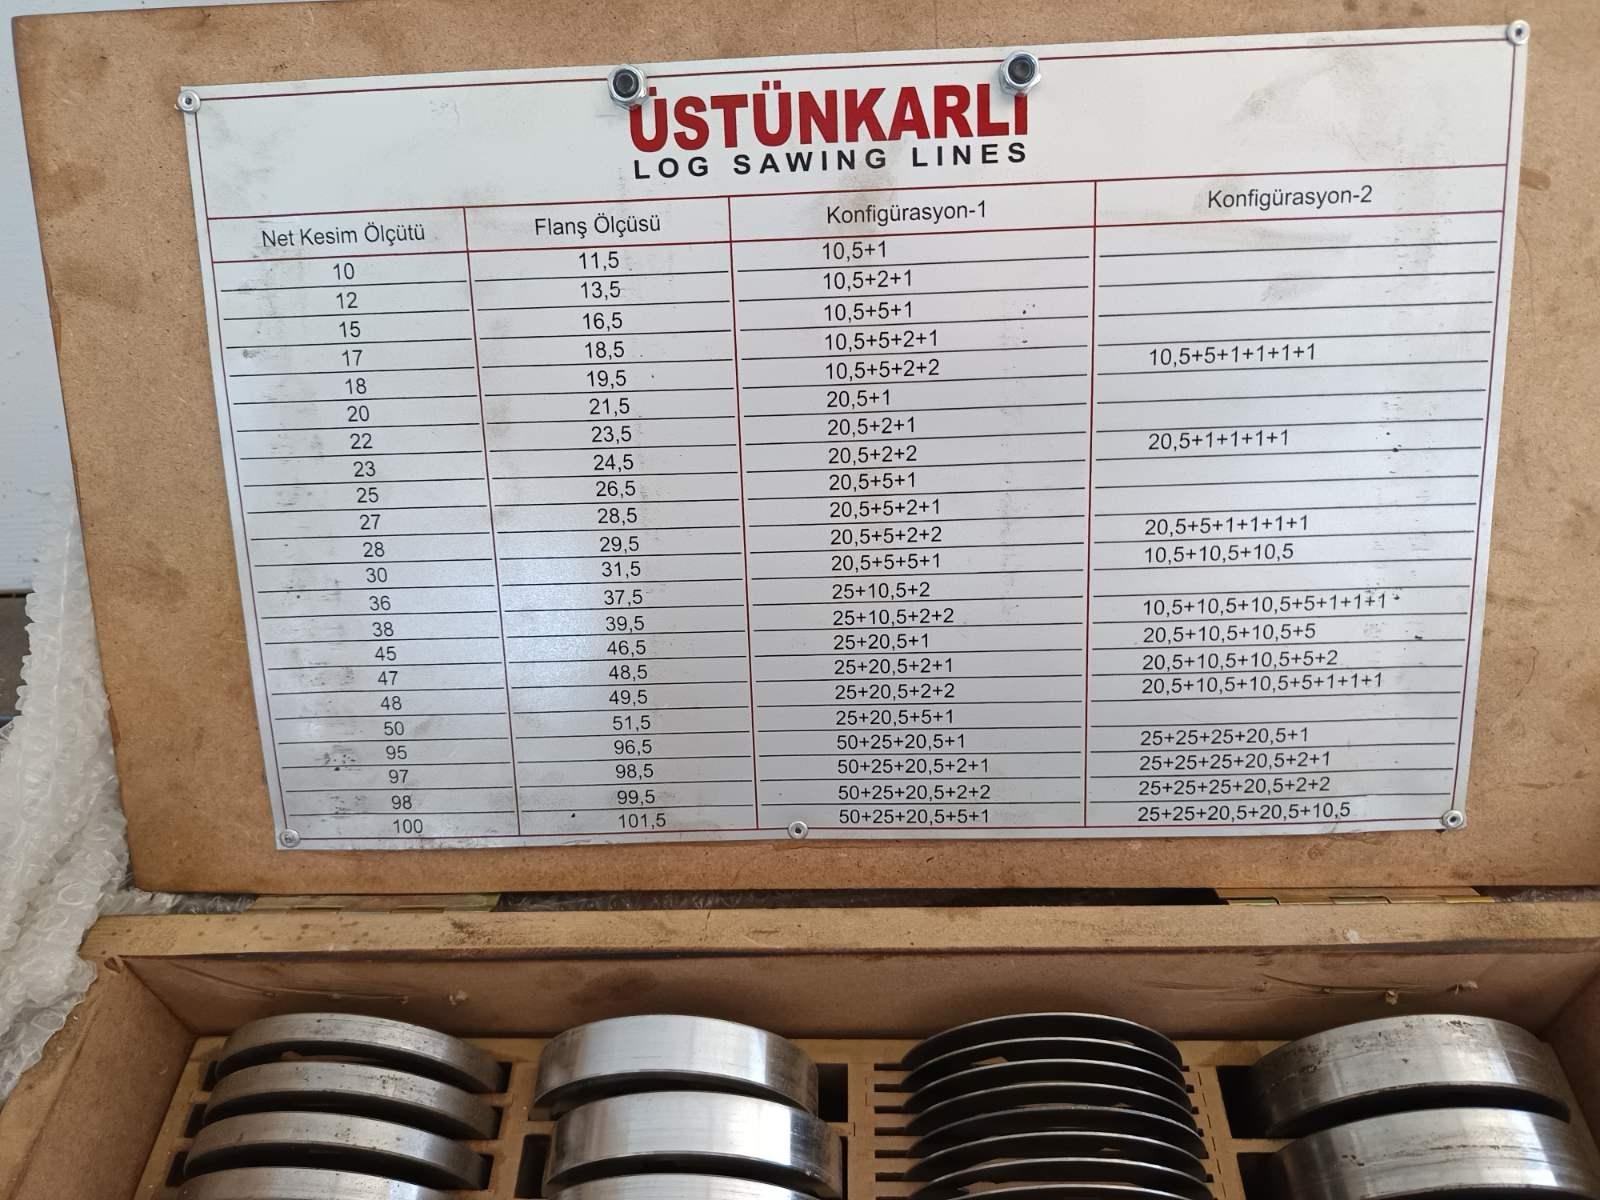 ÜSTÜNKARLI
LOG SAWING LINES
Net Kesim Ölçütü Flanş Ölçüsü Konfigürasyon-1 Konfigürasyon-2
10 11,5 10,5+1
12 13,5 10,5+2+1
15 16,5 10,5+5+1
17 18,5 10,5+5+2+1
18 19,5 10,5+5+2+2 10,5+5+1+1+1+1
20 21,5 20,5+1
22 23,5 20,5+2+1
23 24,5 20,5+2+2 20,5+1+1+1+1
25 26,5 20,5+5+1
27 28,5 20,5+5+2+1
28 29,5 20,5+5+2+2 20,5+5+1+1+1+1
30 31,5 20,5+5+5+1 10,5+10,5+10,5
36 37,5 25+10,5+2
38 39,5 25+10,5+2+2 10,5+10,5+10,5+5+1+1+1
45 46,5 25+20,5+1 20,5+10,5+10,5+5
47 48,5 25+20,5+2+1 20,5+10,5+10,5+5+2
48 49,5 25+20,5+2+2 20,5+10,5+10,5+5+1+1+1
50 51,5 25+20,5+5+1
95 96,5 50+25+20,5+1 25+25+25+20,5+1
97 98,5 50+25+20,5+2+1 25+25+25+20,5+2+1
98 99,5 50+25+20,5+2+2 25+25+25+20,5+2+2
100 101,5 50+25+20,5+5+1 25+25+20,5+20,5+10,5